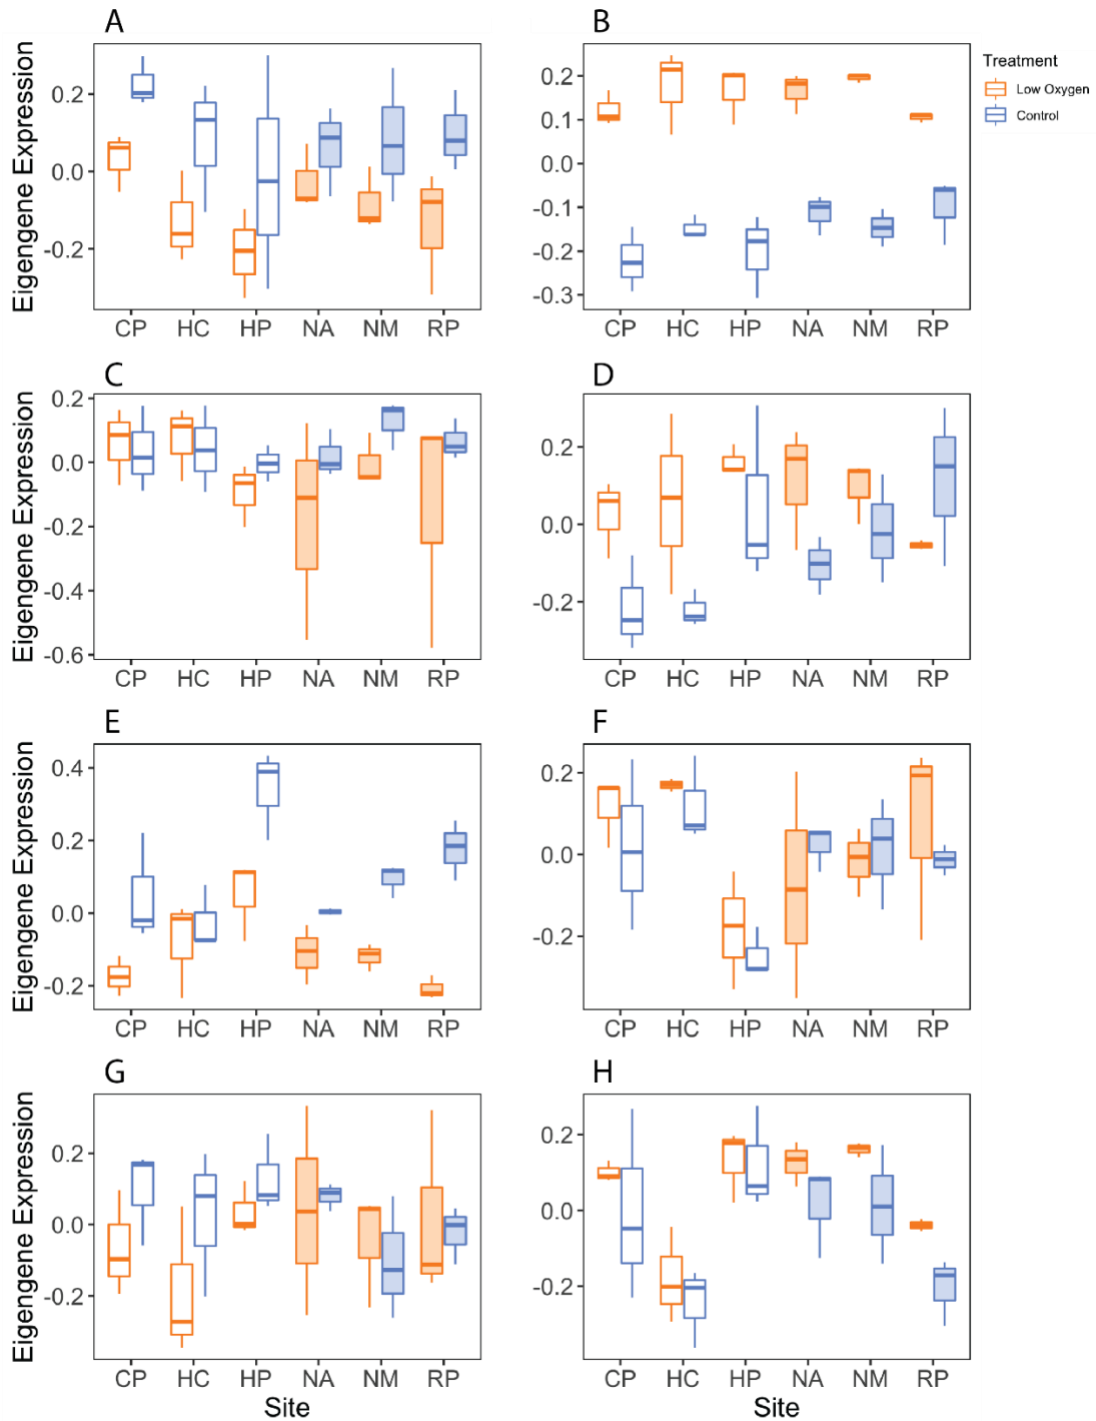 A
B
Eigengene Expression
0.2
0.0
-0.2
CP HC HP NA NM RP
0.2
0.1
0.0
-0.1
-0.2
-0.3
CP HC HP NA NM RP
Treatment
Low Oxygen
Control
C
D
Eigengene Expression
0.2
0.0
-0.2
-0.4
-0.6
CP HC HP NA NM RP
0.2
0.0
-0.2
CP HC HP NA NM RP
E
F
Eigengene Expression
0.4
0.2
0.0
-0.2
CP HC HP NA NM RP
0.2
0.0
-0.2
CP HC HP NA NM RP
G
H
Eigengene Expression
0.2
0.0
-0.2
CP HC HP NA NM RP
Site
0.2
0.0
-0.2
CP HC HP NA NM RP
Site